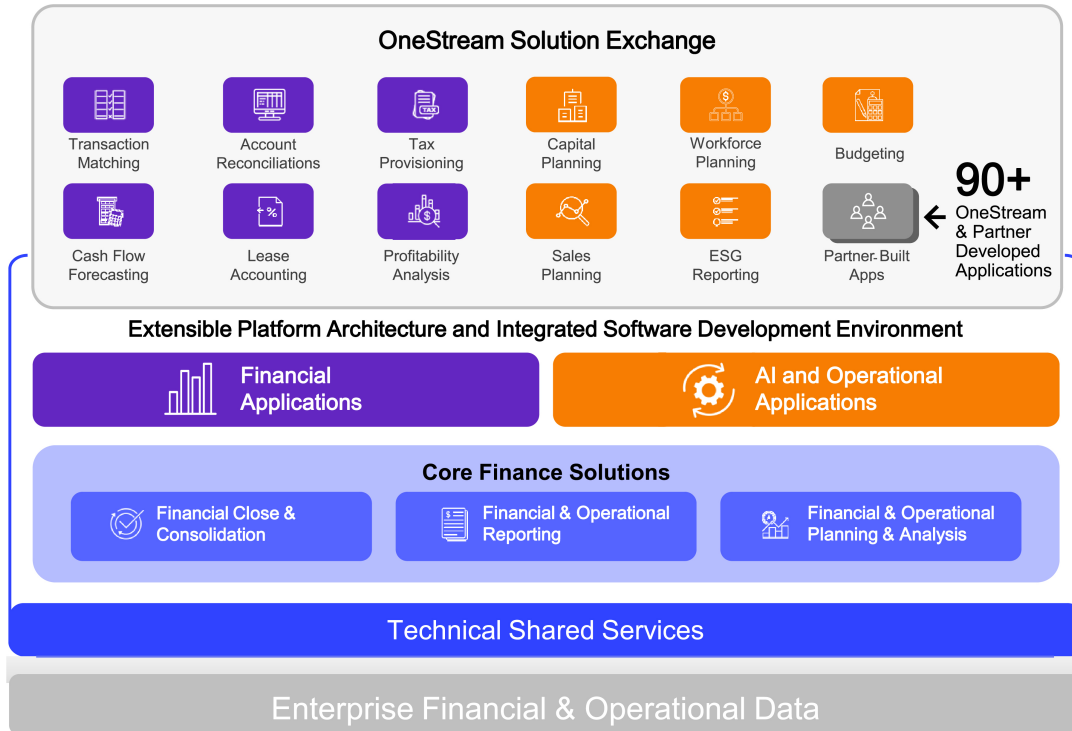 OneStream Solution Exchange
Transaction
Matching
Account
Reconciliations
TAX
Tax
Provisioning
Capital
Planning
$
Workforce
Planning
Budgeting
Cash Flow
Forecasting
%
Lease
Accounting
$
Profitability
Analysis
Sales
Planning
ESG
Reporting
Partner-Built
Apps
90+
OneStream
& Partner
Developed
Applications
Extensible Platform Architecture and Integrated Software Development Environment
Financial
Applications
AI and Operational
Applications
Core Finance Solutions
Financial Close &
Consolidation
$
Financial & Operational
Reporting
Financial & Operational
Planning & Analysis
Technical Shared Services
Enterprise Financial & Operational Data